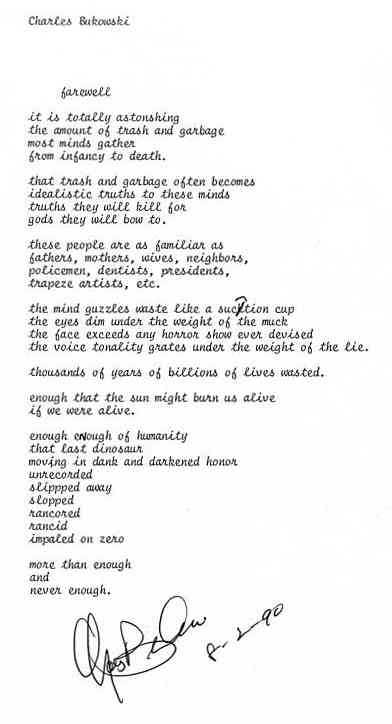 Charles Bukowski
farewell
it is totally astonshing
the amount of trash and garbage
most minds gather
from infancy to death.
that trash and garbage often becomes
idealistic truths to these minds
truths they will kill for
gods they will bow to.
these people are as familiar as
fathers, mothers, wives, neighbors,
policemen, dentists, presidents,
trapeze artists, etc.
the mind guzzles waste like a suction cup
the eyes dim under the weight of the muck
the face exceeds any horror show ever devised
the voice tonality grates under the weight of the lie.
thousands of years of billions of lives wasted.
enough that the sun might burn us alive
if we were alive.
enough enough of humanity
that last dinosaur
moving in dank and darkened honor
unrecorded
slippped away
slopped
rancored
rancid
impaled on zero
more than enough
and
never enough.
8-2-90